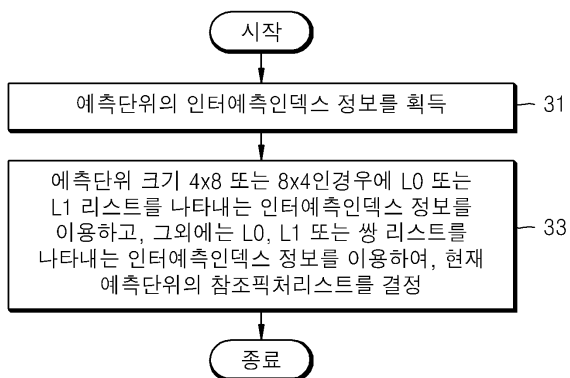 시작
예측단위의 인터예측인덱스 정보를 획득
31
에측단위 크기 4x8 또는 8x4인경우에 L0 또는
L1 리스트를 나타내는 인터예측인덱스 정보를
이용하고, 그외에는 L0, L1 또는 쌍 리스트를
나타내는 인터예측인덱스 정보를 이용하여, 현재
예측단위의 참조픽처리스트를 결정
33
종료